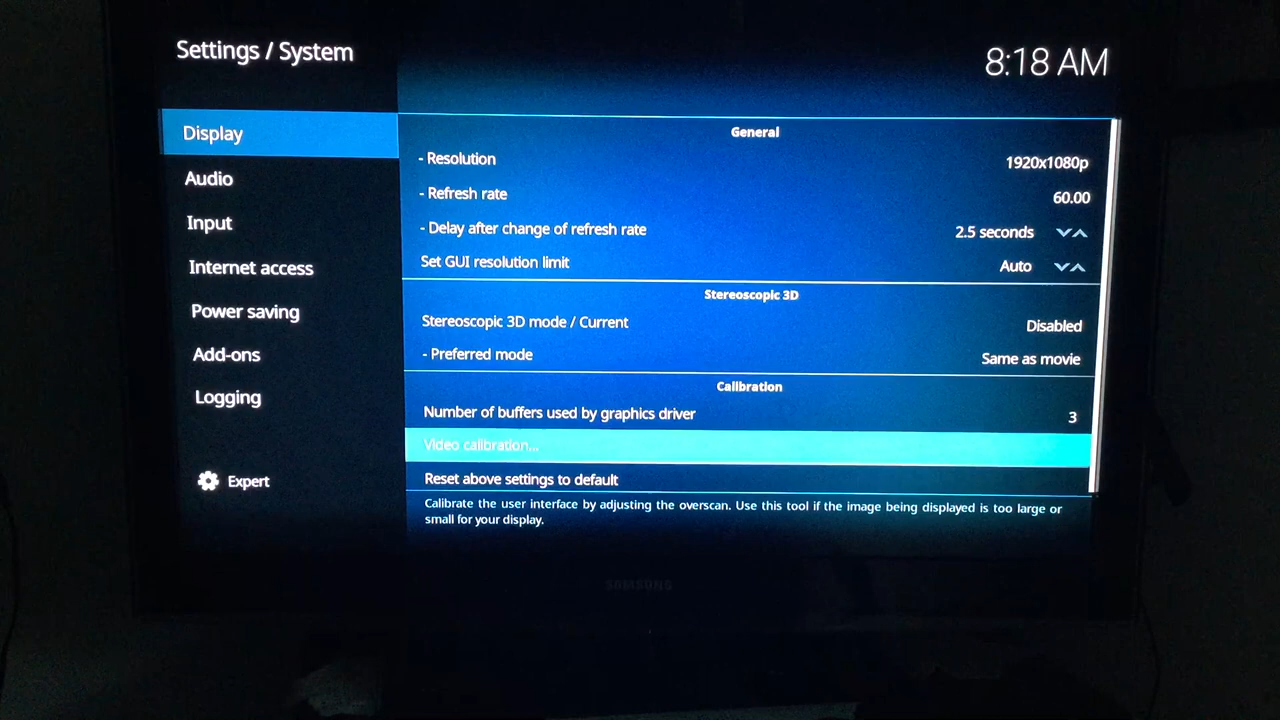 Settings / System
8:18 AM
Display
Audio
Input
Internet access
Power saving
Add-ons
Logging
Expert
General
- Resolution 1920x1080p
- Refresh rate 60.00
- Delay after change of refresh rate 2.5 seconds
Set GUI resolution limit Auto
Stereoscopic 3D
Stereoscopic 3D mode / Current Disabled
- Preferred mode Same as movie
Calibration
Number of buffers used by graphics driver 3
Video calibration...
Reset above settings to default
Calibrate the user interface by adjusting the overscan. Use this tool if the image being displayed is too large or
small for your display.
SAMSUNG